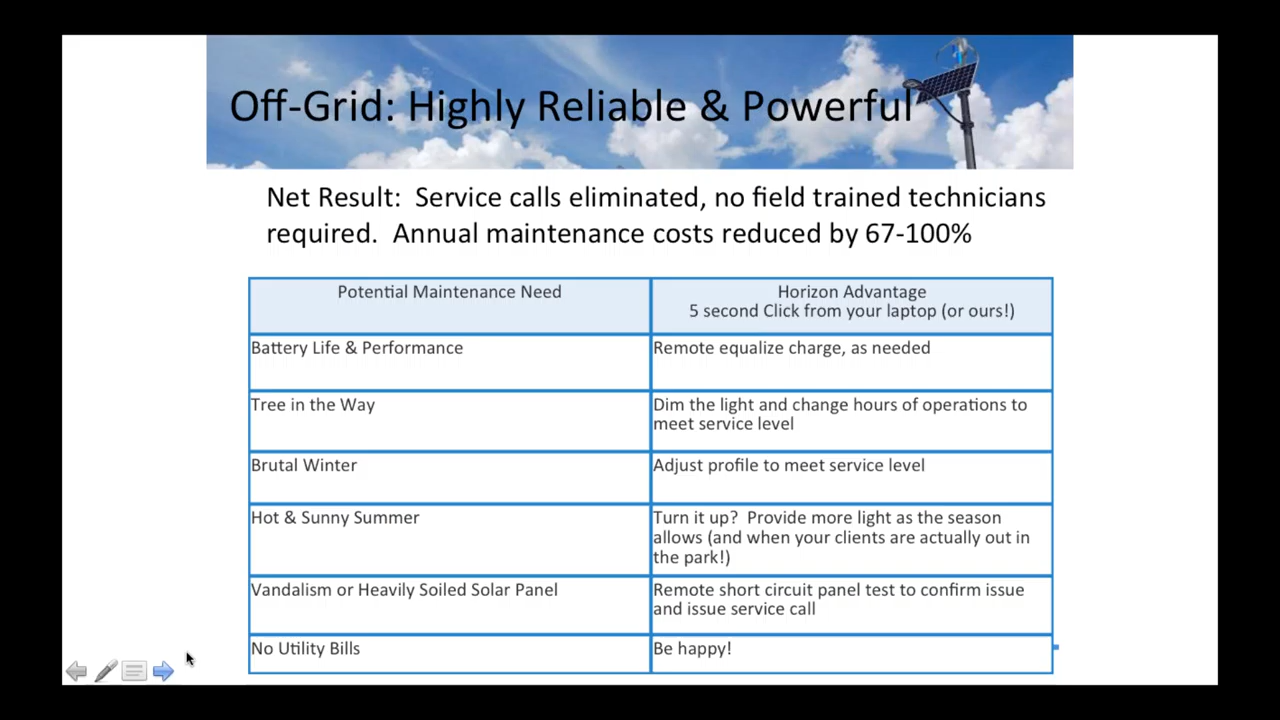 Off-Grid: Highly Reliable & Powerful
Net Result:  Service calls eliminated, no field trained technicians
required.  Annual maintenance costs reduced by 67-100%
Potential Maintenance Need
Horizon Advantage
5 second Click from your laptop (or ours!)
Battery Life & Performance
Remote equalize charge, as needed
Tree in the Way
Dim the light and change hours of operations to
meet service level
Brutal Winter
Adjust profile to meet service level
Hot & Sunny Summer
Turn it up?  Provide more light as the season
allows (and when your clients are actually out in
the park!)
Vandalism or Heavily Soiled Solar Panel
Remote short circuit panel test to confirm issue
and issue service call
No Utility Bills
Be happy!